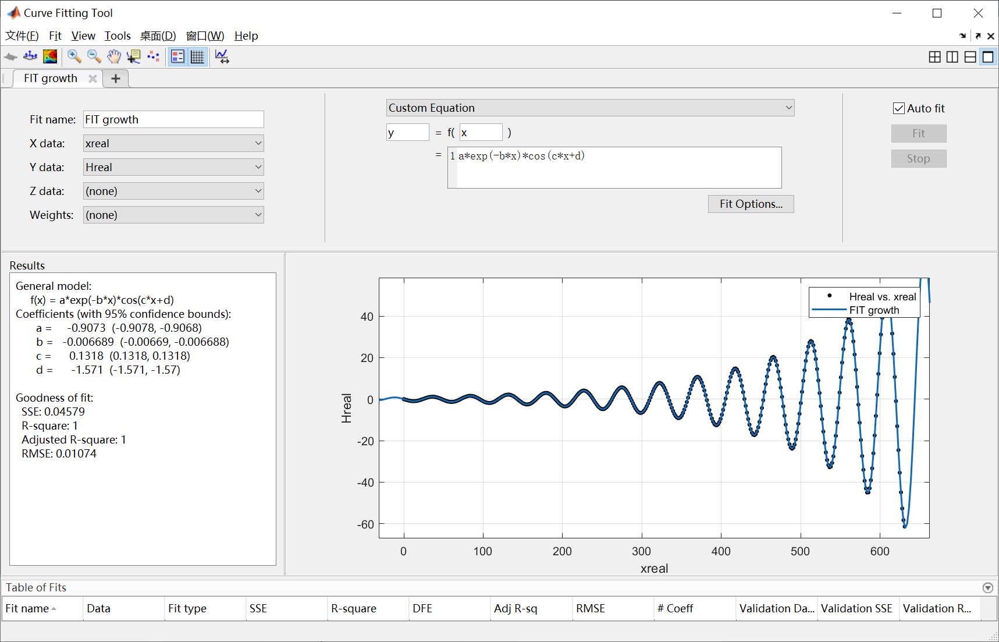 Curve Fitting Tool
文件(F) Fit View Tools 桌面(D) 窗口(W) Help
FIT growth
Fit name: FIT growth
X data: xreal
Y data: Hreal
Z data: (none)
Weights: (none)
Custom Equation
y = f( x )
= 1 a*exp(-b*x)*cos(c*x+d)
Fit Options...
Auto fit
Fit
Stop
Results
General model:
f(x) = a*exp(-b*x)*cos(c*x+d)
Coefficients (with 95% confidence bounds):
a = -0.9073 (-0.9078, -0.9068)
b = -0.006689 (-0.00669, -0.006688)
c = 0.1318 (0.1318, 0.1318)
d = -1.571 (-1.571, -1.57)
Goodness of fit:
SSE: 0.04579
R-square: 1
Adjusted R-square: 1
RMSE: 0.01074
Hreal vs. xreal
FIT growth
40
20
0
-20
-40
-60
Hreal
0 100 200 300 400 500 600
xreal
Table of Fits
Fit name Data Fit type SSE R-square DFE Adj R-sq RMSE # Coeff Validation Da... Validation SSE Validation R...